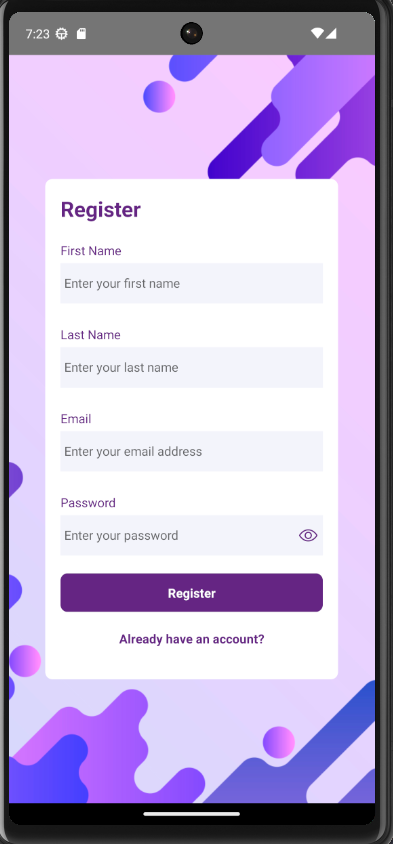 7:23
Register
First Name
Enter your first name
Last Name
Enter your last name
Email
Enter your email address
Password
Enter your password
Register
Already have an account?